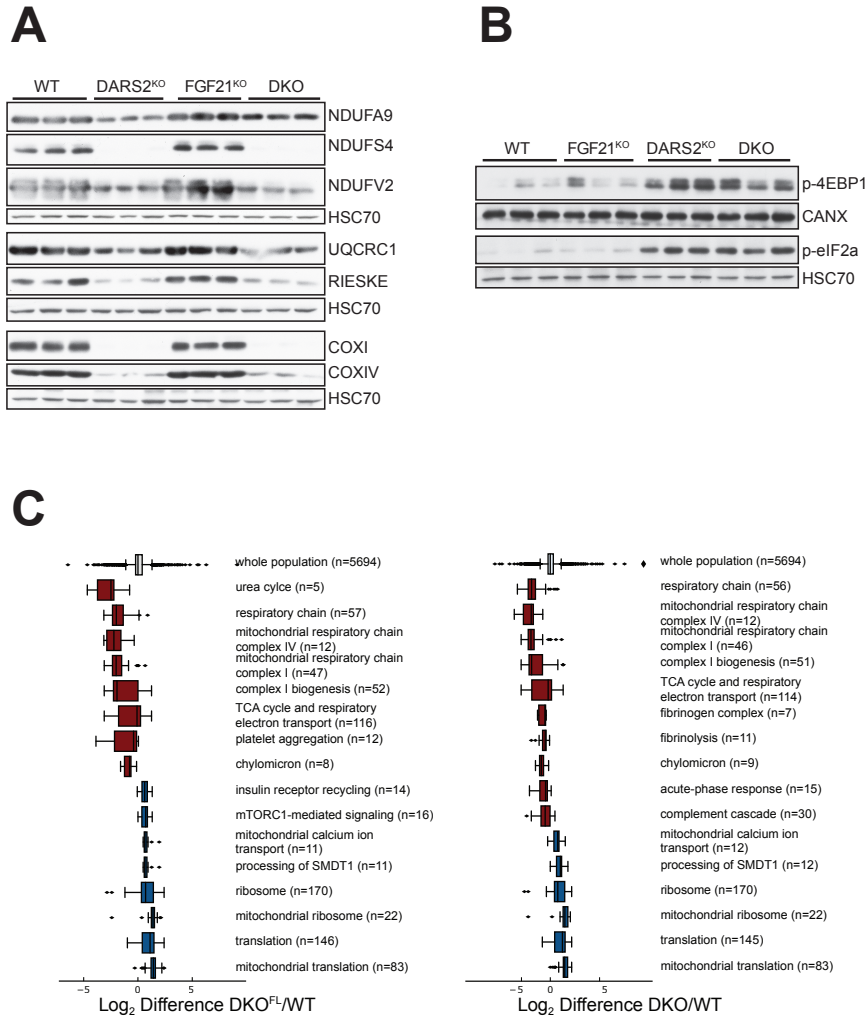 A
WT DARS2KO FGF21KO DKO
NDUFA9
NDUFS4
NDUFV2
HSC70
UQCRC1
RIESKE
HSC70
COXI
COXIV
HSC70
B
WT FGF21KO DARS2KO DKO
p-4EBP1
CANX
p-eIF2a
HSC70
C
whole population (n=5694)
urea cylce (n=5)
respiratory chain (n=57)
mitochondrial respiratory chain
complex IV (n=12)
mitochondrial respiratory chain
complex I (n=47)
complex I biogenesis (n=52)
TCA cycle and respiratory
electron transport (n=116)
platelet aggregation (n=12)
chylomicron (n=8)
insulin receptor recycling (n=14)
mTORC1-mediated signaling (n=16)
mitochondrial calcium ion
transport (n=11)
processing of SMDT1 (n=11)
ribosome (n=170)
mitochondrial ribosome (n=22)
translation (n=146)
mitochondrial translation (n=83)
−5 0 5
Log2 Difference DKOFL/WT
whole population (n=5694)
respiratory chain (n=56)
mitochondrial respiratory chain
complex IV (n=12)
mitochondrial respiratory chain
complex I (n=46)
complex I biogenesis (n=51)
TCA cycle and respiratory
electron transport (n=114)
fibrinogen complex (n=7)
fibrinolysis (n=11)
chylomicron (n=9)
acute-phase response (n=15)
complement cascade (n=30)
mitochondrial calcium ion
transport (n=12)
processing of SMDT1 (n=12)
ribosome (n=170)
mitochondrial ribosome (n=22)
translation (n=145)
mitochondrial translation (n=83)
−5 0 5
Log2 Difference DKO/WT